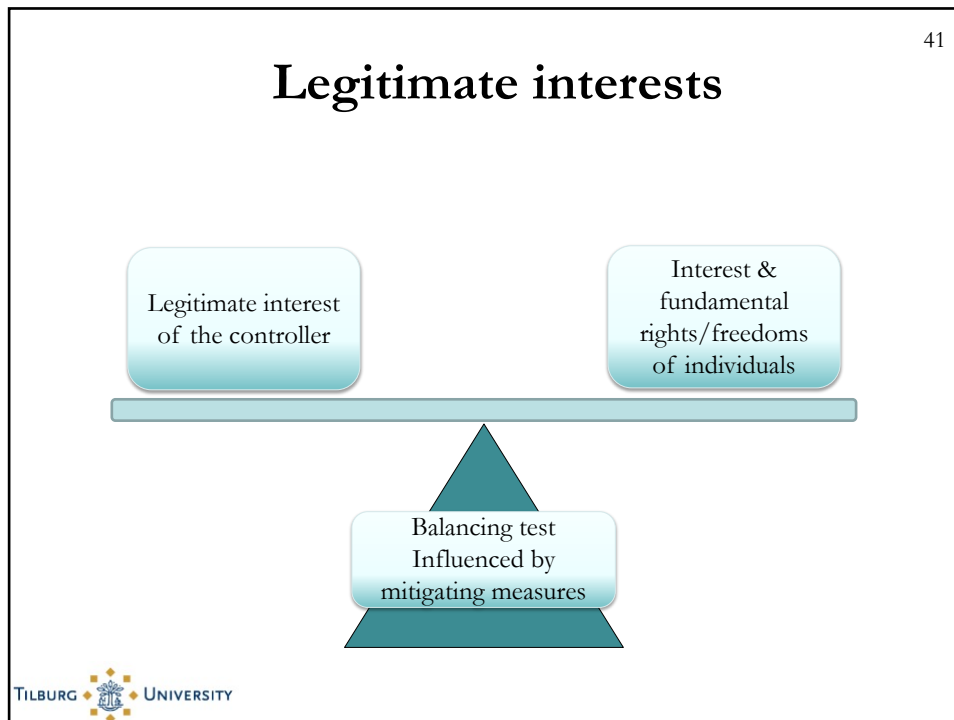 41
Legitimate interests
Legitimate interest
of the controller
Interest &
fundamental
rights/freedoms
of individuals
Balancing test
Influenced by
mitigating measures
TILBURG UNIVERSITY